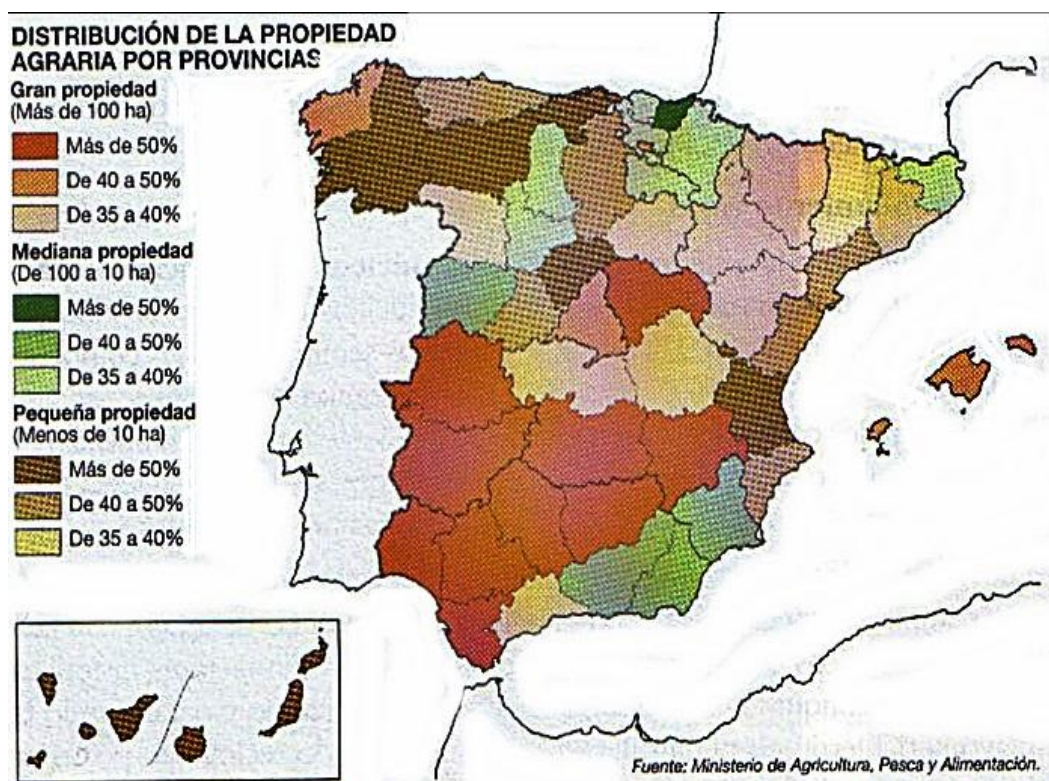 DISTRIBUCIÓN DE LA PROPIEDAD
AGRARIA POR PROVINCIAS
Gran propiedad
(Más de 100 ha)
Más de 50%
De 40 a 50%
De 35 a 40%
Mediana propiedad
(De 100 a 10 ha)
Más de 50%
De 40 a 50%
De 35 a 40%
Pequeña propiedad
(Menos de 10 ha)
Más de 50%
De 40 a 50%
De 35 a 40%
Fuente: Ministerio de Agricultura, Pesca y Alimentación.